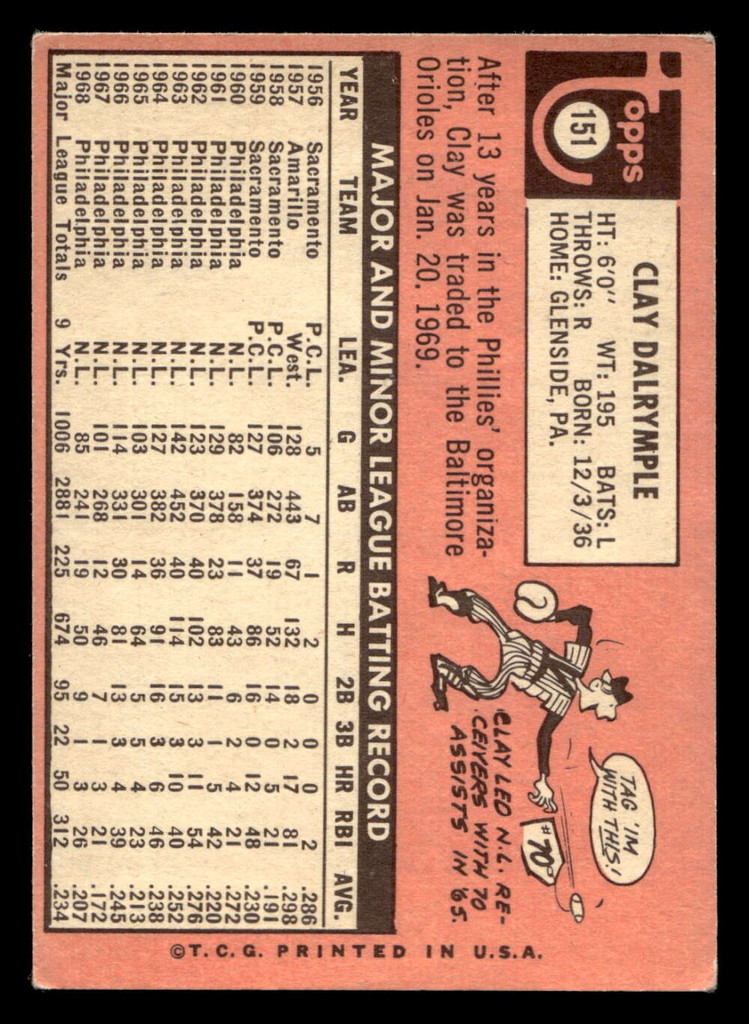 Topps
151
CLAY DALRYMPLE
HT: 6'0" WT: 195 BATS: L
THROWS: R BORN: 12/3/36
HOME: GLENSIDE, PA.
After 13 years in the Phillies' organiza-
tion, Clay was traded to the Baltimore
Orioles on Jan. 20. 1969.
TAG 'IM
WITH THIS!
#70
CLAY LED N.L. RE-
CEIVERS WITH 70
ASSISTS IN '65.
MAJOR AND MINOR LEAGUE BATTING RECORD
YEAR TEAM LEA. G AB R H 2B 3B HR RBI AVG.
1956 Sacramento P.C.L. 5 7 1 2 0 0 0 2 .286
1957 Amarillo West. 128 443 67 132 18 2 17 81 .298
1958 Sacramento P.C.L. 106 272 19 52 14 0 5 21 .191
1959 Sacramento P.C.L. 127 374 37 86 16 0 12 48 .230
1960 Philadelphia N.L. 82 158 11 43 6 2 4 21 .272
1961 Philadelphia N.L. 129 378 23 83 11 1 5 42 .220
1962 Philadelphia N.L. 123 370 40 102 13 3 11 54 .276
1963 Philadelphia N.L. 142 452 40 114 15 3 10 40 .252
1964 Philadelphia N.L. 127 382 36 91 16 3 6 46 .238
1965 Philadelphia N.L. 103 301 14 64 5 5 4 23 .213
1966 Philadelphia N.L. 114 331 30 81 13 3 4 39 .245
1967 Philadelphia N.L. 101 268 12 46 7 1 3 21 .172
1968 Philadelphia N.L. 85 241 19 50 9 1 3 26 .207
Major League Totals 9 Yrs. 1006 2881 225 674 95 22 50 312 .234
©T.C.G. PRINTED IN U.S.A.